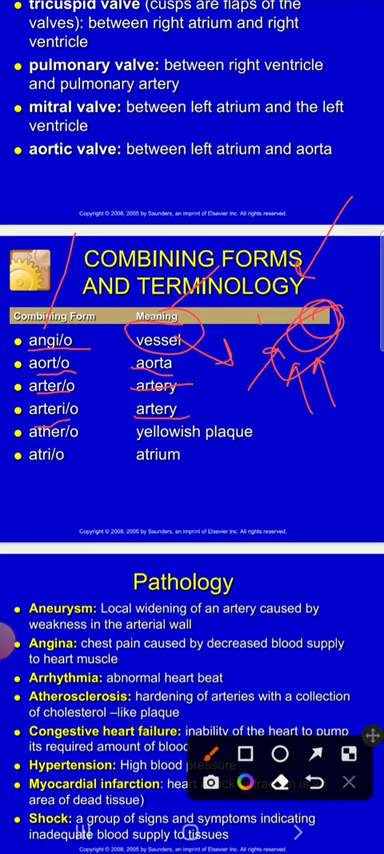 tricuspid valve (cusps are flaps of the
valves): between right atrium and right
ventricle
pulmonary valve: between right ventricle
and pulmonary artery
mitral valve: between left atrium and the left
ventricle
aortic valve: between left atrium and aorta
Copyright © 2008, 2005 by Saunders, an imprint of Elsevier Inc. All rights reserved.
COMBINING FORMS
AND TERMINOLOGY
Combining Form Meaning
angi/o vessel
aort/o aorta
arter/o artery
arteri/o artery
ather/o yellowish plaque
atri/o atrium
Copyright © 2008, 2005 by Saunders, an imprint of Elsevier Inc. All rights reserved.
Pathology
Aneurysm: Local widening of an artery caused by
weakness in the arterial wall
Angina: chest pain caused by decreased blood supply
to heart muscle
Arrhythmia: abnormal heart beat
Atherosclerosis: hardening of arteries with a collection
of cholesterol –like plaque
Congestive heart failure: inability of the heart to pump
its required amount of blood
Hypertension: High blood pressure
Myocardial infarction: heart
area of dead tissue)
Shock: a group of signs and symptoms indicating
inadequate blood supply to tissues
Copyright © 2008, 2005 by Saunders, an imprint of Elsevier Inc. All rights reserved.